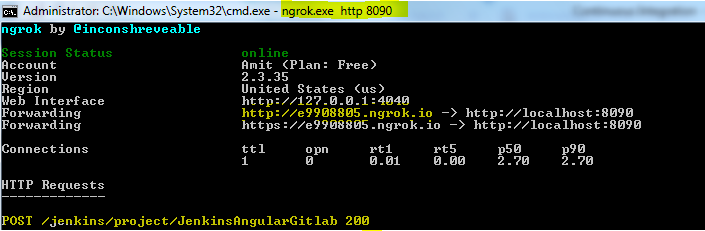 Administrator: C:\Windows\System32\cmd.exe - ngrok.exe http 8090
ngrok by @inconshreveable
Session Status online
Account Amit (Plan: Free)
Version 2.3.35
Region United States (us)
Web Interface http://127.0.0.1:4040
Forwarding http://e9908805.ngrok.io -> http://localhost:8090
Forwarding https://e9908805.ngrok.io -> http://localhost:8090
Connections ttl opn rt1 rt5 p50 p90
1 0 0.01 0.00 2.70 2.70
HTTP Requests
-------------
POST /jenkins/project/JenkinsAngularGitlab 200